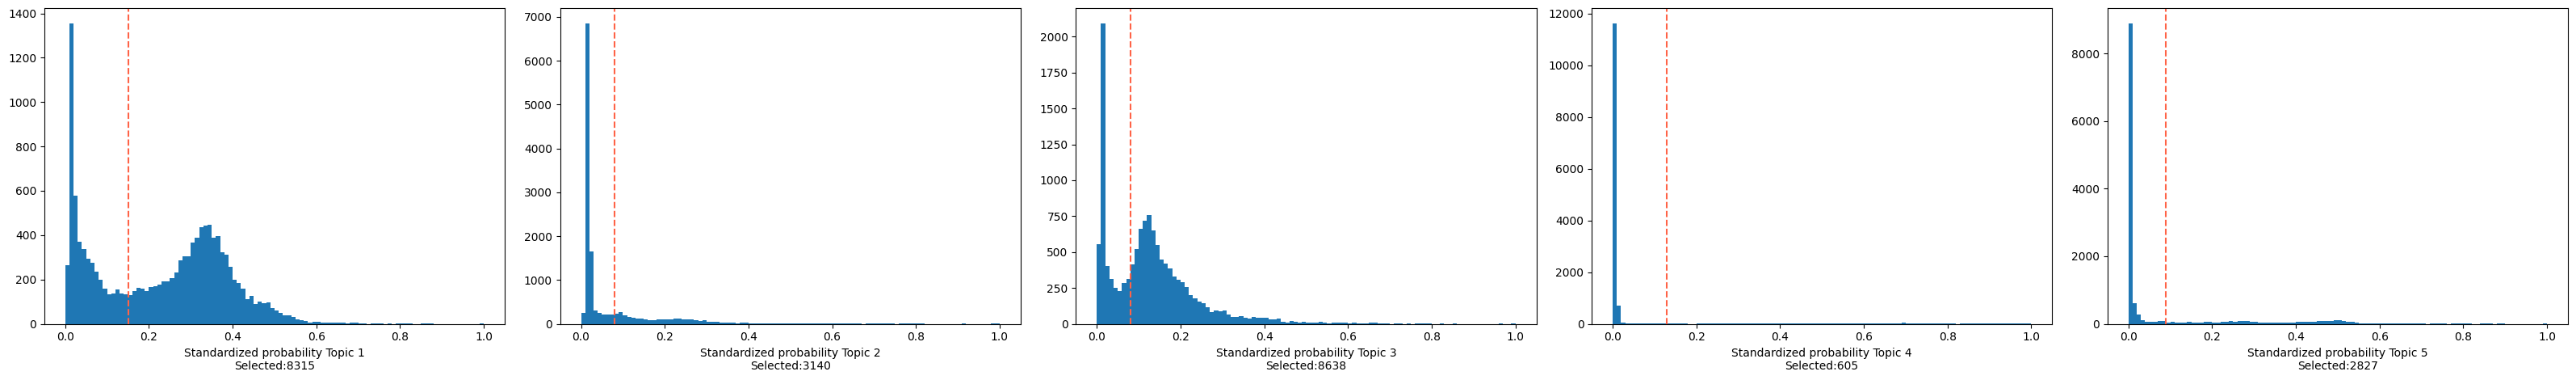 1400
1200
1000
800
600
400
200
0
0.0 0.2 0.4 0.6 0.8 1.0
Standardized probability Topic 1
Selected:8315
7000
6000
5000
4000
3000
2000
1000
0
0.0 0.2 0.4 0.6 0.8 1.0
Standardized probability Topic 2
Selected:3140
2000
1750
1500
1250
1000
750
500
250
0
0.0 0.2 0.4 0.6 0.8 1.0
Standardized probability Topic 3
Selected:8638
12000
10000
8000
6000
4000
2000
0
0.0 0.2 0.4 0.6 0.8 1.0
Standardized probability Topic 4
Selected:605
8000
6000
4000
2000
0
0.0 0.2 0.4 0.6 0.8 1.0
Standardized probability Topic 5
Selected:2827